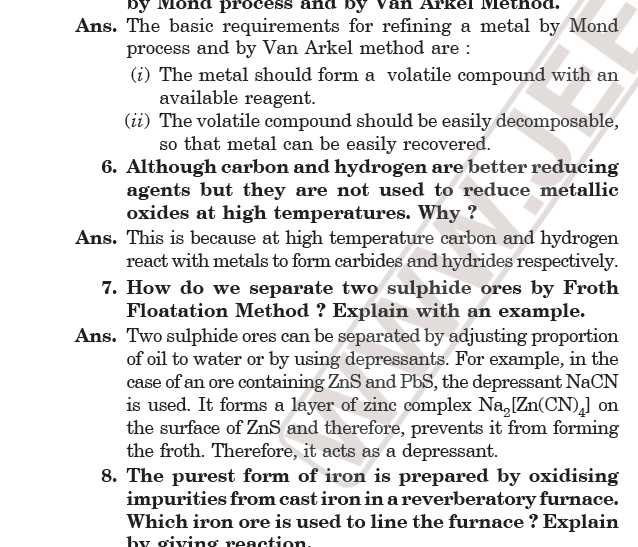 by Mond process and by Van Arkel Method.
Ans. The basic requirements for refining a metal by Mond
process and by Van Arkel method are :
(i) The metal should form a volatile compound with an
available reagent.
(ii) The volatile compound should be easily decomposable,
so that metal can be easily recovered.
6. Although carbon and hydrogen are better reducing
agents but they are not used to reduce metallic
oxides at high temperatures. Why ?
Ans. This is because at high temperature carbon and hydrogen
react with metals to form carbides and hydrides respectively.
7. How do we separate two sulphide ores by Froth
Floatation Method ? Explain with an example.
Ans. Two sulphide ores can be separated by adjusting proportion
of oil to water or by using depressants. For example, in the
case of an ore containing ZnS and PbS, the depressant NaCN
is used. It forms a layer of zinc complex Na₂[Zn(CN)₄] on
the surface of ZnS and therefore, prevents it from forming
the froth. Therefore, it acts as a depressant.
8. The purest form of iron is prepared by oxidising
impurities from cast iron in a reverberatory furnace.
Which iron ore is used to line the furnace ? Explain
by giving reaction.
WWW.JEE